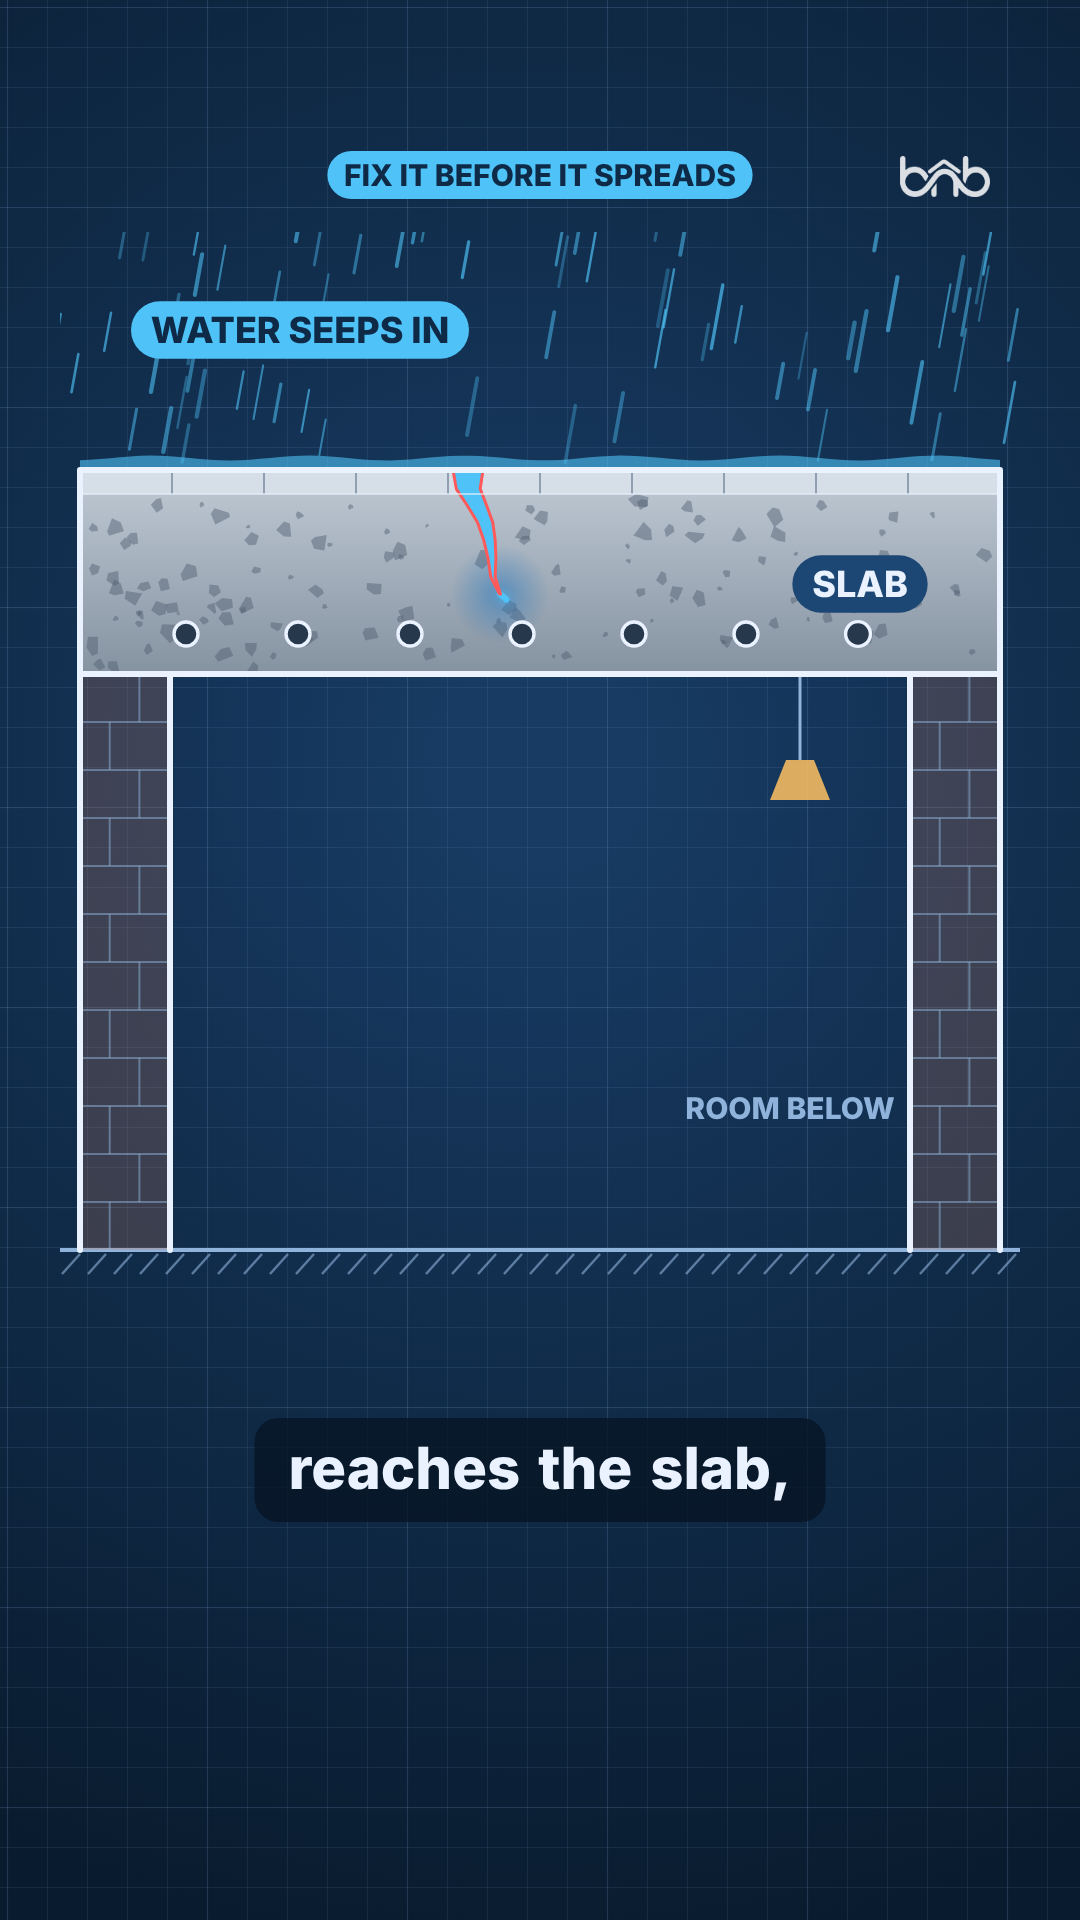 FIX IT BEFORE IT SPREADS
bnb
WATER SEEPS IN
SLAB
ROOM BELOW
reaches the slab,